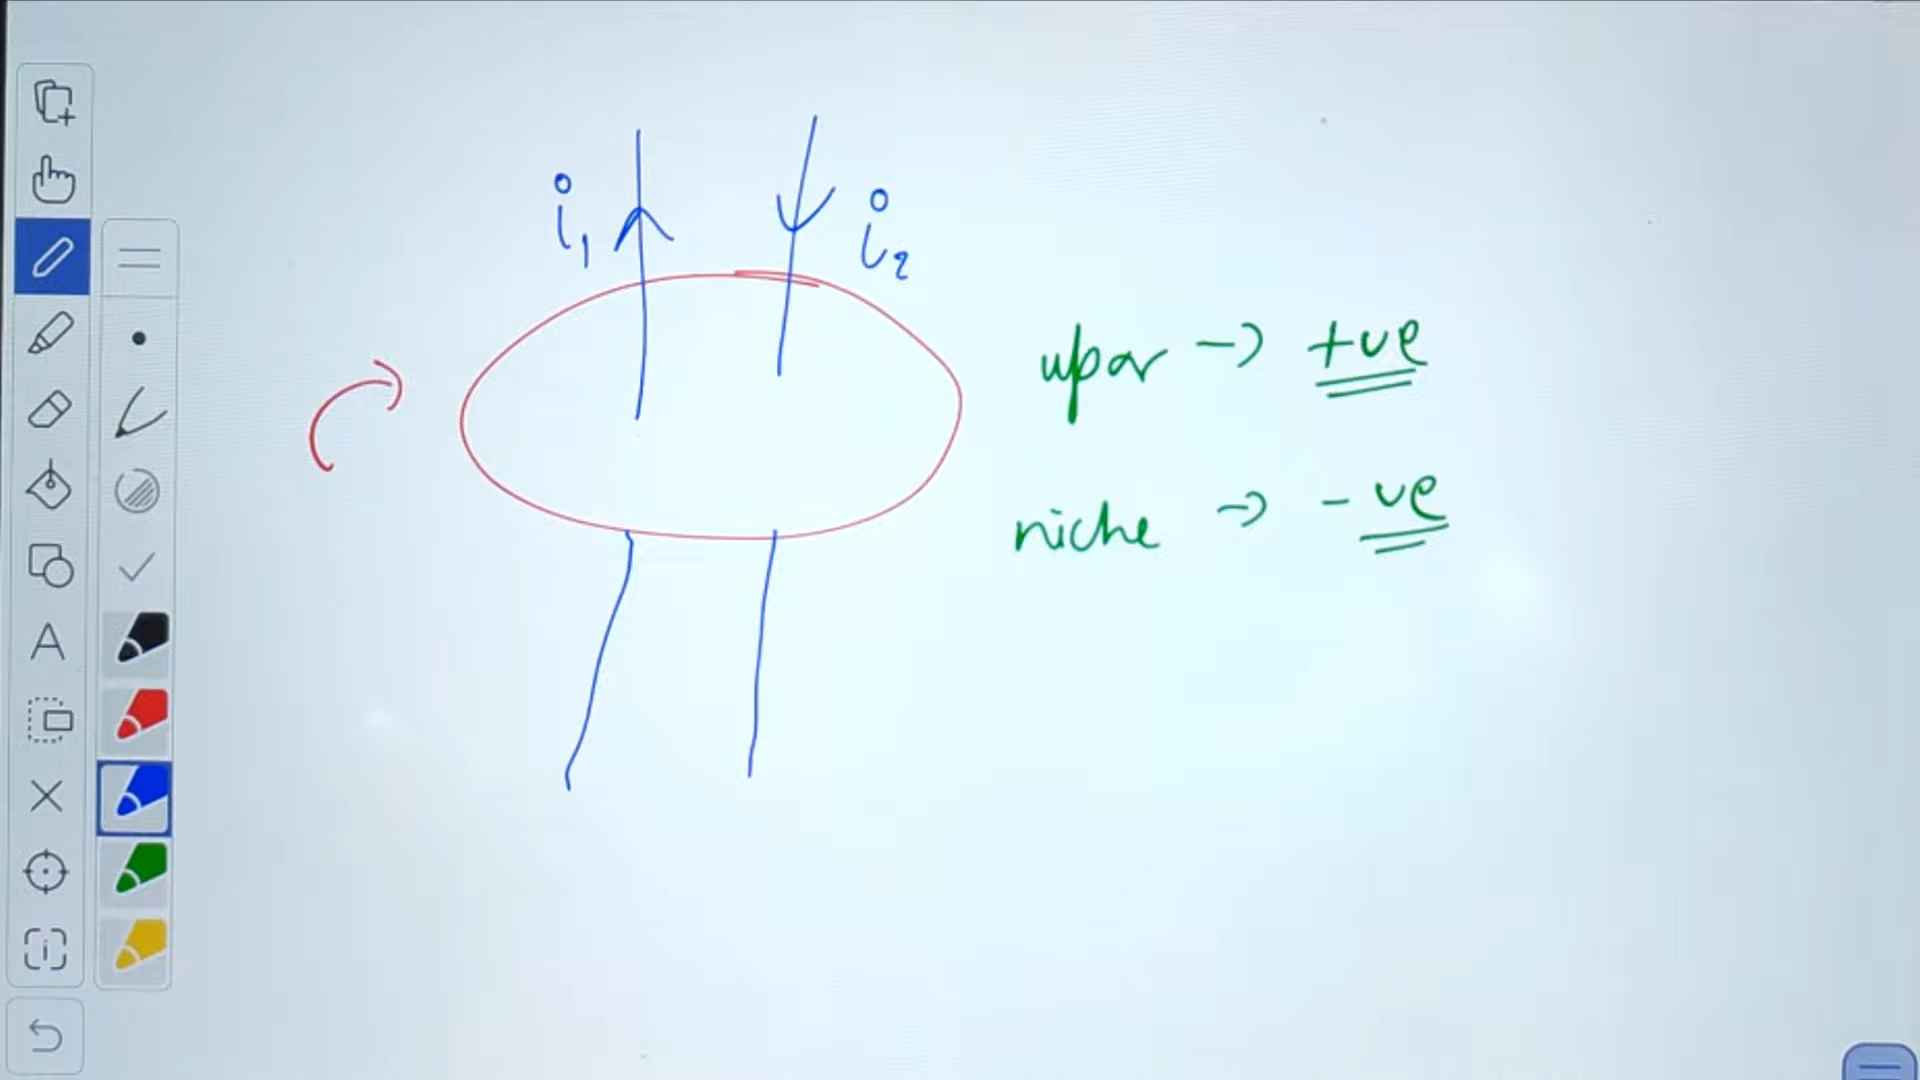 i₁
i₂
upar → +ve
niche → -ve